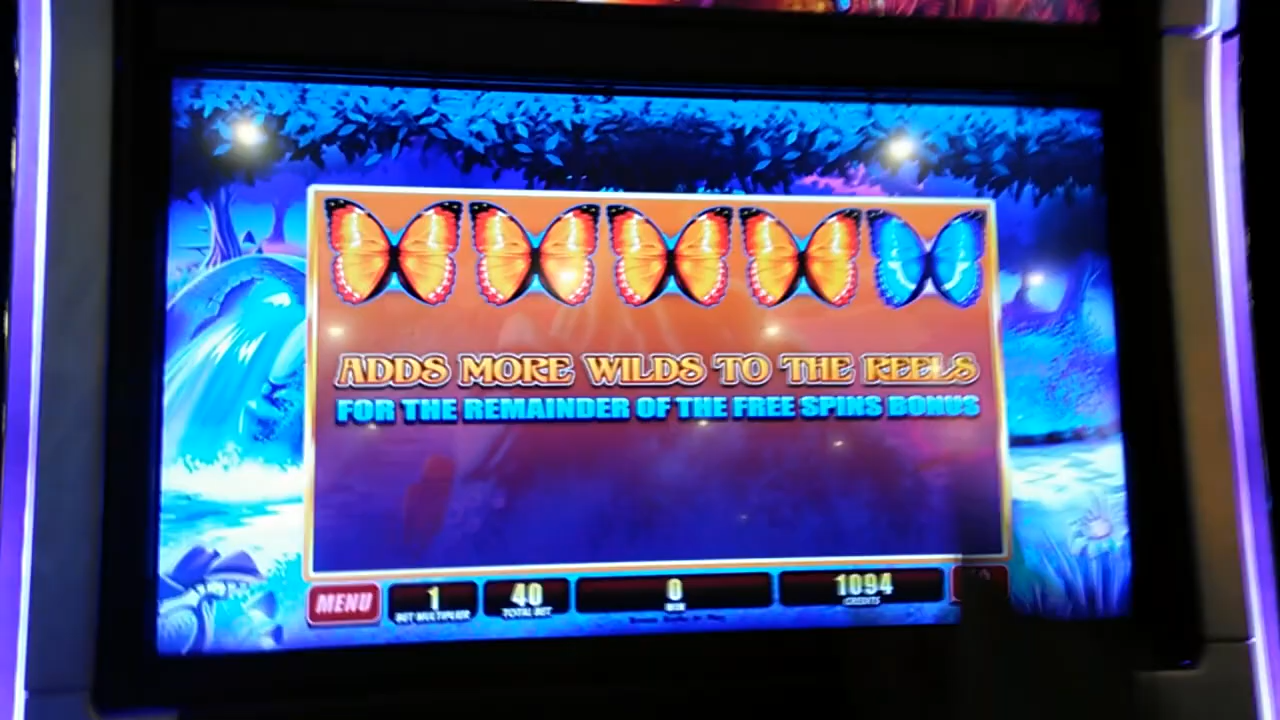 ADDS MORE WILDS TO THE REELS
FOR THE REMAINDER OF THE FREE SPINS BONUS
MENU
1
BET MULTIPLIER
40
TOTAL BET
0
WIN
1094
CREDITS